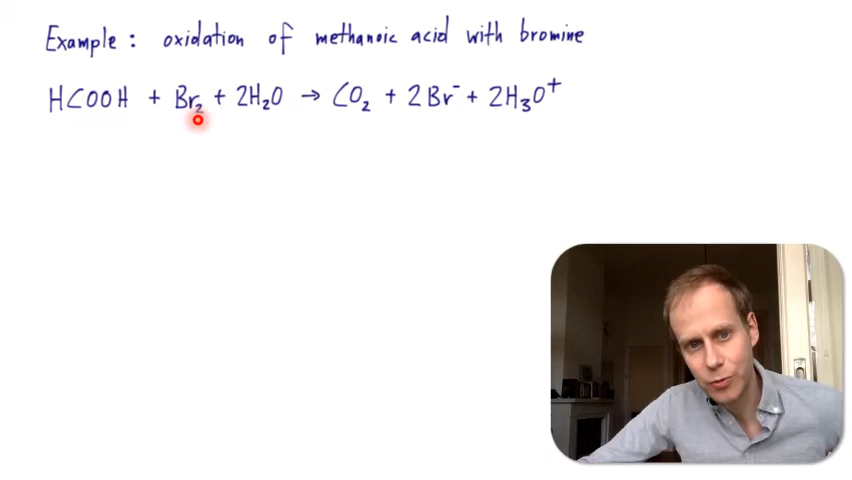 Example: oxidation of methanoic acid with bromine
HCOOH + Br₂ + 2H₂O → CO₂ + 2Br⁻ + 2H₃O⁺